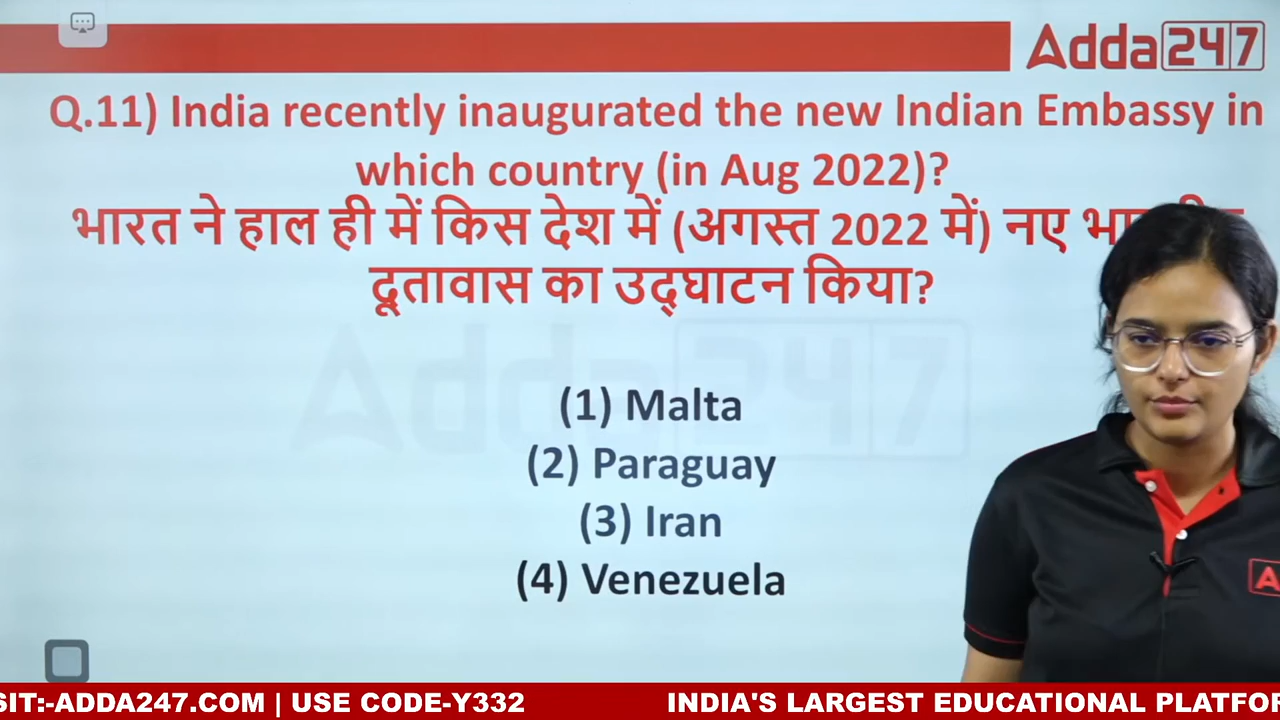 Adda247
Q.11) India recently inaugurated the new Indian Embassy in
which country (in Aug 2022)?
भारत ने हाल ही में किस देश में (अगस्त 2022 में) नए
दूतावास का उद्घाटन किया?
Adda247
(1) Malta
(2) Paraguay
(3) Iran
(4) Venezuela
SIT:-ADDA247.COM | USE CODE-Y332 INDIA'S LARGEST EDUCATIONAL PLATFOR